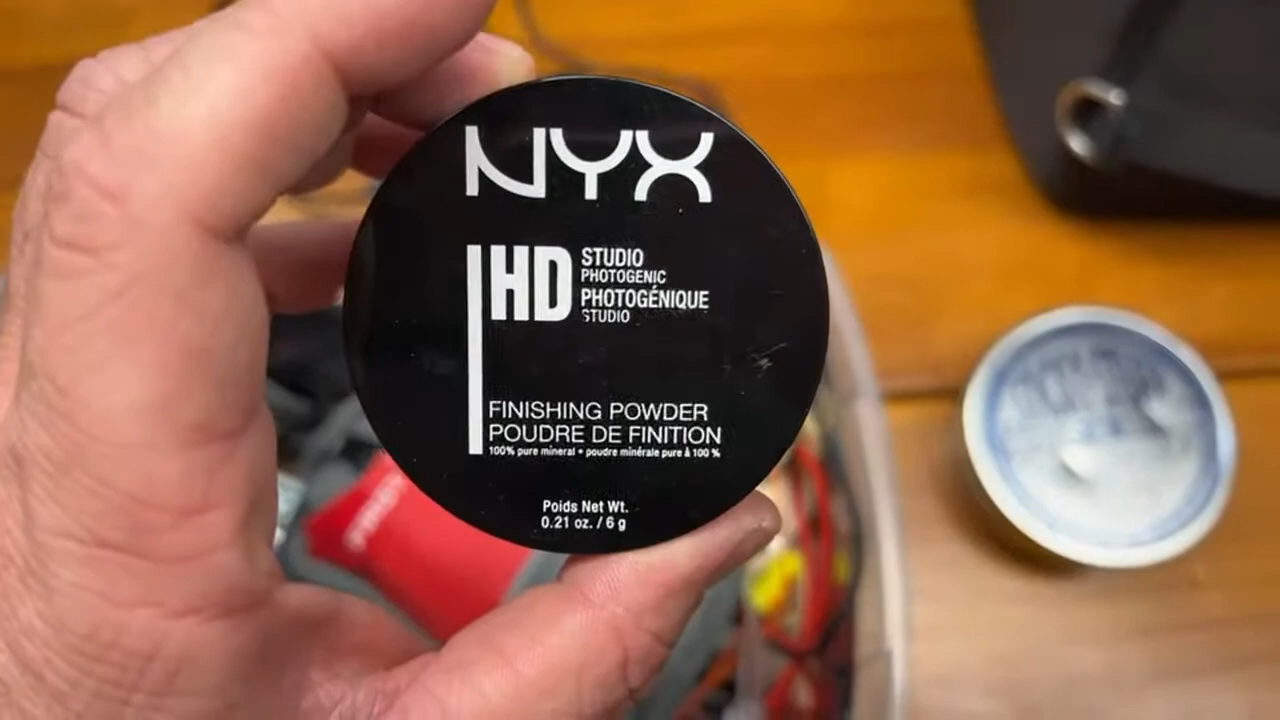 NYX
HD
STUDIO
PHOTOGENIC
PHOTOGÉNIQUE
STUDIO
FINISHING POWDER
POUDRE DE FINITION
100% pure mineral • poudre minérale pure à 100 %
Poids Net Wt.
0.21 oz. / 6 g